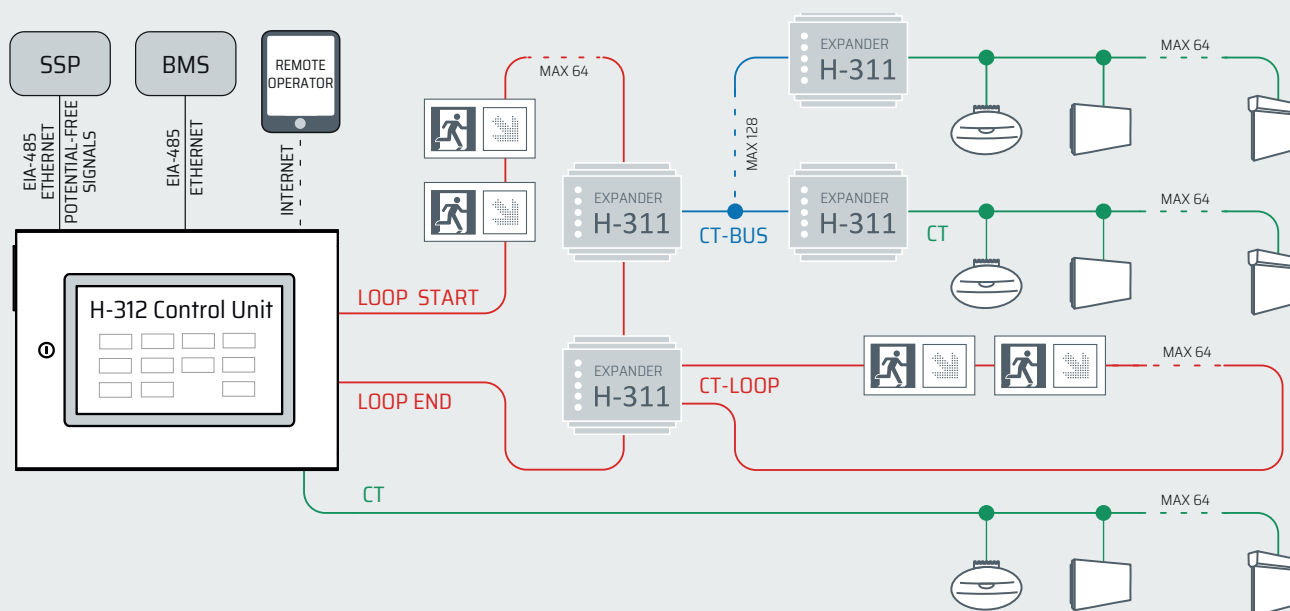 SSP
BMS
REMOTE
OPERATOR
EIA-485
ETHERNET
POTENTIAL-FREE
SIGNALS
EIA-485
ETHERNET
INTERNET
H-312 Control Unit
LOOP START
LOOP END
CT
MAX 64
EXPANDER
H-311
EXPANDER
H-311
CT-BUS
MAX 128
EXPANDER
H-311
EXPANDER
H-311
CT
MAX 64
MAX 64
CT-LOOP
MAX 64
MAX 64